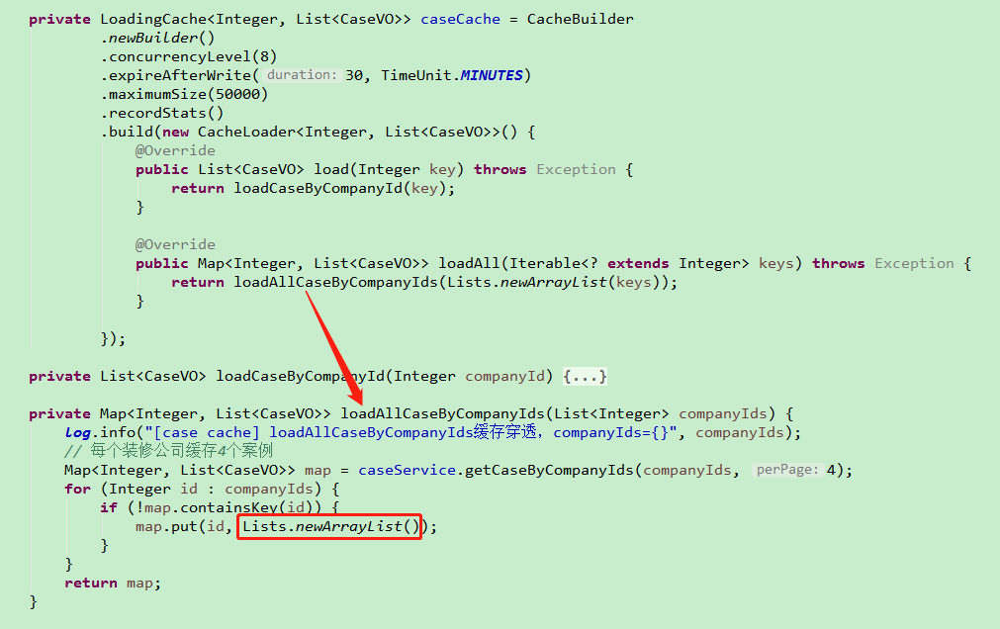 private LoadingCache<Integer, List<CaseVO>> caseCache = CacheBuilder
.newBuilder()
.concurrencyLevel(8)
.expireAfterWrite( duration: 30, TimeUnit.MINUTES)
.maximumSize(50000)
.recordStats()
.build(new CacheLoader<Integer, List<CaseVO>>() {
@Override
public List<CaseVO> load(Integer key) throws Exception {
return loadCaseByCompanyId(key);
}
@Override
public Map<Integer, List<CaseVO>> loadAll(Iterable<? extends Integer> keys) throws Exception {
return loadAllCaseByCompanyIds(Lists.newArrayList(keys));
}
});
private List<CaseVO> loadCaseByCompanyId(Integer companyId) {...}
private Map<Integer, List<CaseVO>> loadAllCaseByCompanyIds(List<Integer> companyIds) {
log.info("[case cache] loadAllCaseByCompanyIds缓存穿透，companyIds={}", companyIds);
// 每个装修公司缓存4个案例
Map<Integer, List<CaseVO>> map = caseService.getCaseByCompanyIds(companyIds, perPage: 4);
for (Integer id : companyIds) {
if (!map.containsKey(id)) {
map.put(id, Lists.newArrayList());
}
}
return map;
}